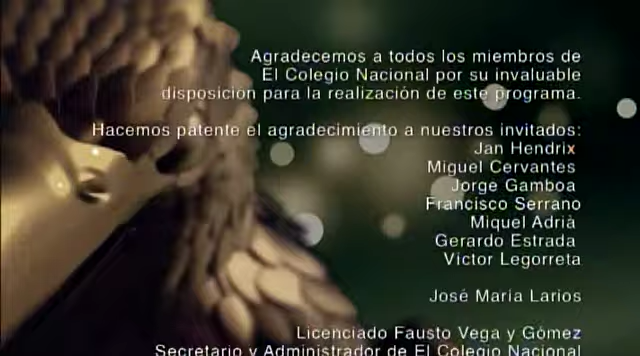 Agradecemos a todos los miembros de
El Colegio Nacional por su invaluable
disposicion para la realización de este programa.
Hacemos patente el agradecimiento a nuestros invitados:
Jan Hendrix
Miguel Cervantes
Jorge Gamboa
Francisco Serrano
Miquel Adrià
Gerardo Estrada
Víctor Legorreta
José María Larios
Licenciado Fausto Vega y Gómez
Secretario y Administrador de El Colegio Nacional